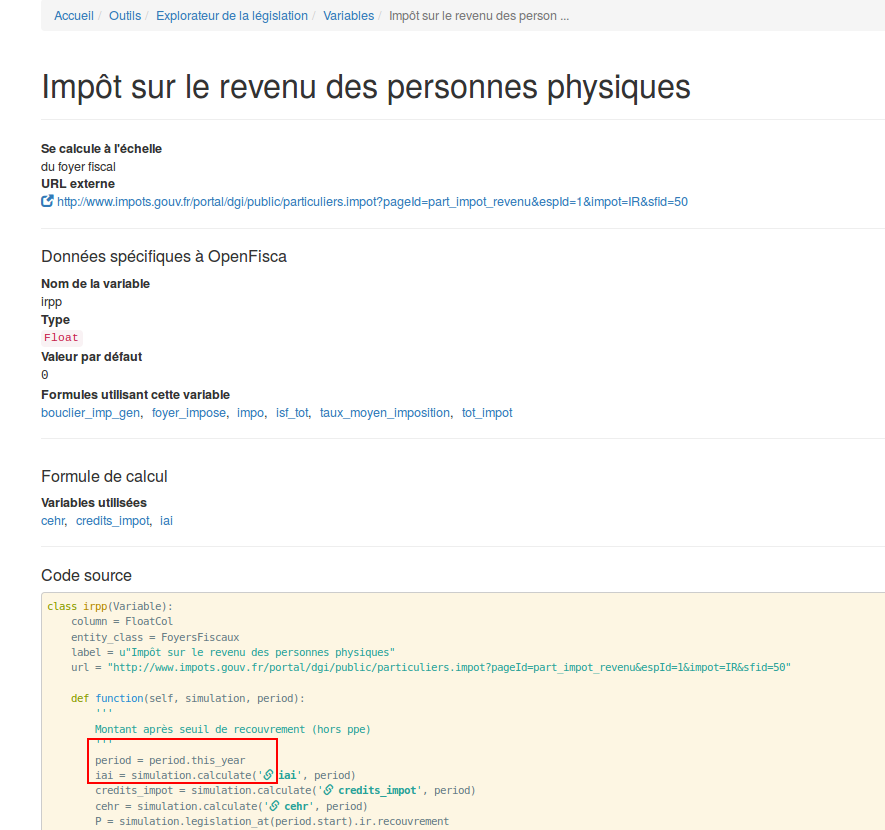 Accueil / Outils / Explorateur de la législation / Variables / Impôt sur le revenu des person ...
Impôt sur le revenu des personnes physiques
Se calcule à l'échelle
du foyer fiscal
URL externe
http://www.impots.gouv.fr/portal/dgi/public/particuliers.impot?pageId=part_impot_revenu&espId=1&impot=IR&sfid=50
Données spécifiques à OpenFisca
Nom de la variable
irpp
Type
Float
Valeur par défaut
0
Formules utilisant cette variable
bouclier_imp_gen, foyer_impose, impo, isf_tot, taux_moyen_imposition, tot_impot
Formule de calcul
Variables utilisées
cehr, credits_impot, iai
Code source
class irpp(Variable):
    column = FloatCol
    entity_class = FoyersFiscaux
    label = u"Impôt sur le revenu des personnes physiques"
    url = "http://www.impots.gouv.fr/portal/dgi/public/particuliers.impot?pageId=part_impot_revenu&espId=1&impot=IR&sfid=50"
    def function(self, simulation, period):
        '''
        Montant après seuil de recouvrement (hors ppe)
        '''
        period = period.this_year
        iai = simulation.calculate('iai', period)
        credits_impot = simulation.calculate('credits_impot', period)
        cehr = simulation.calculate('cehr', period)
        P = simulation.legislation_at(period.start).ir.recouvrement